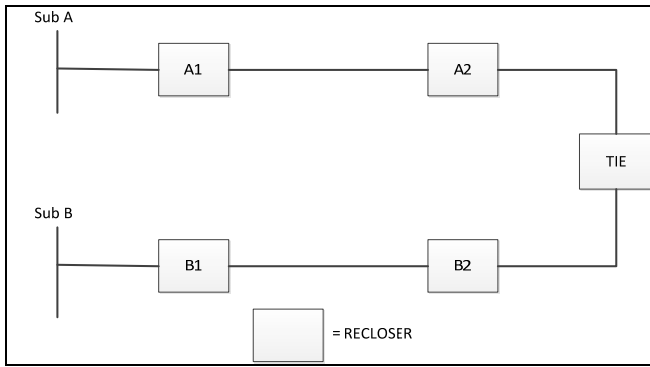 Sub A
A1
A2
TIE
Sub B
B1
B2
= RECLOSER